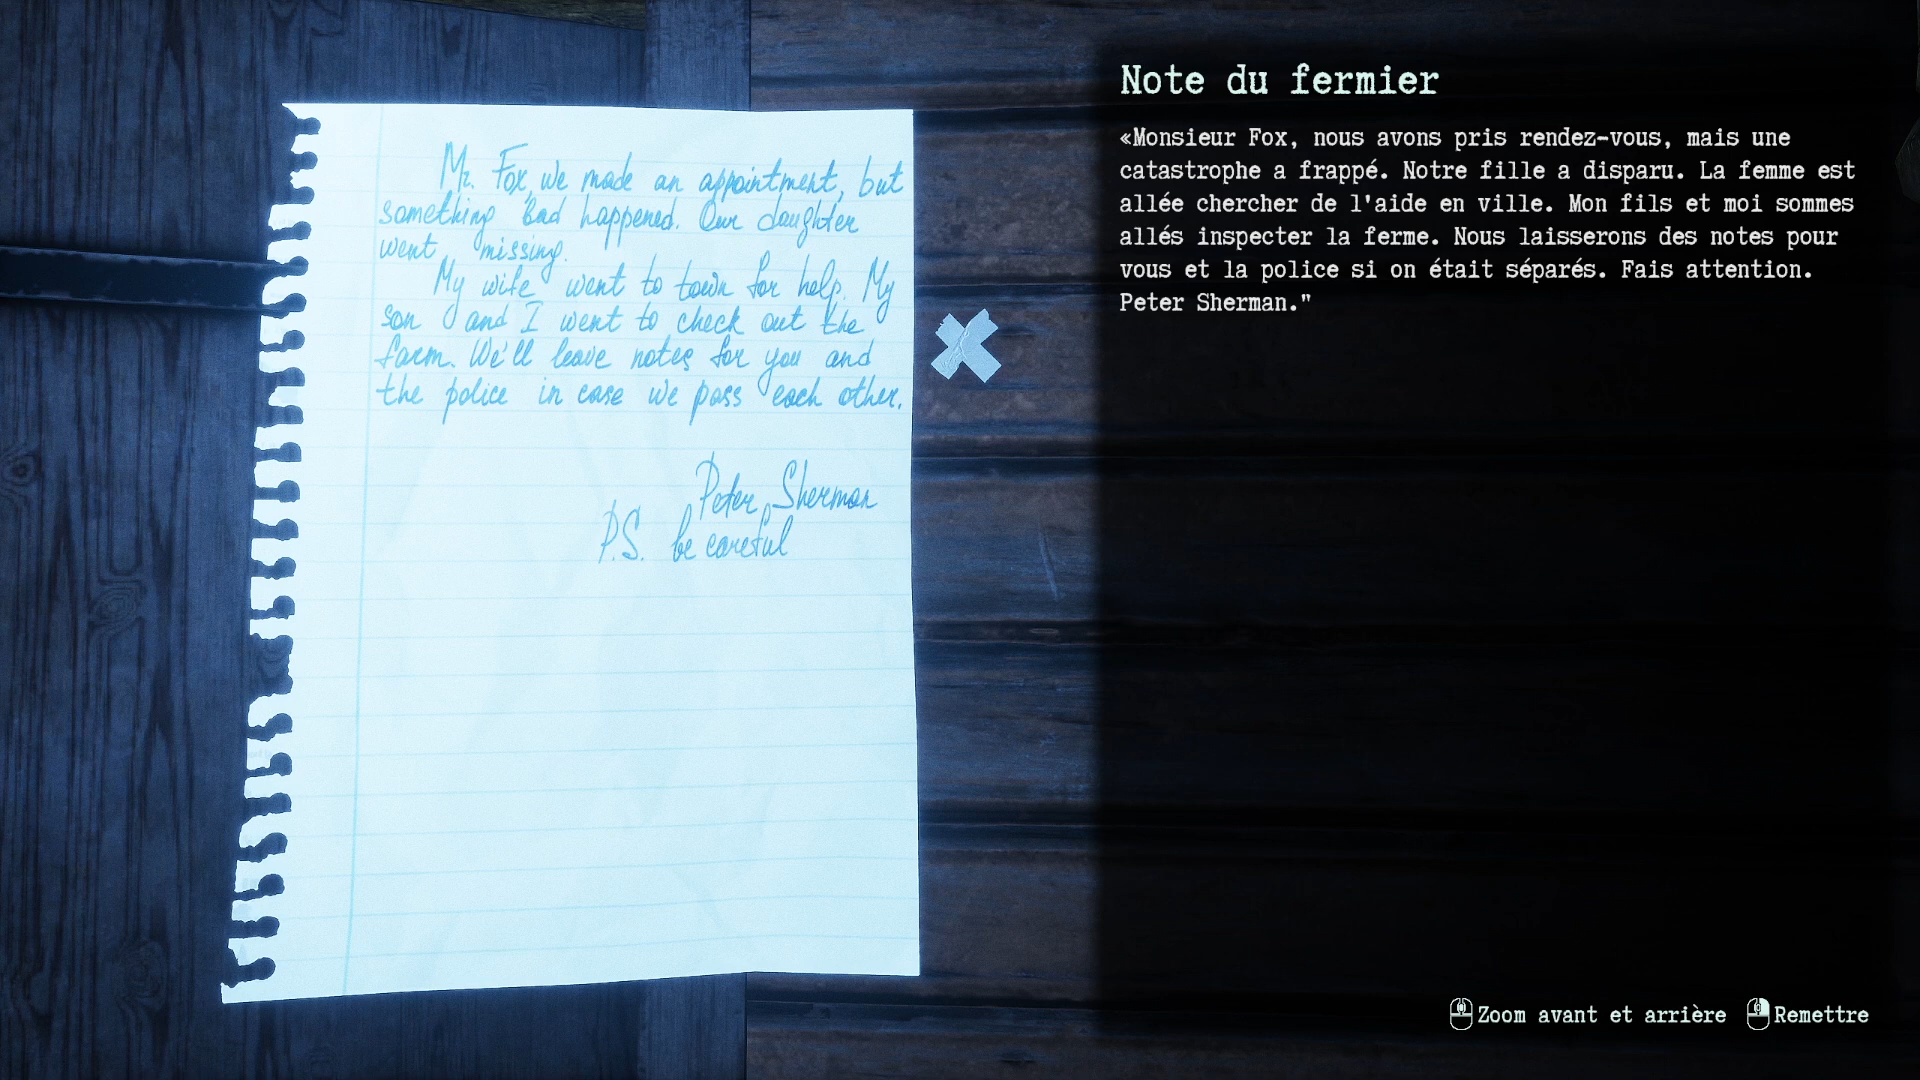 Mr. Fox, we made an appointment, but
something bad happened. Our daughter
went missing.
My wife went to town for help. My
son and I went to check out the
farm. We'll leave notes for you and
the police in case we pass each other.
Peter Sherman
P.S. be careful
Note du fermier
«Monsieur Fox, nous avons pris rendez-vous, mais une
catastrophe a frappé. Notre fille a disparu. La femme est
allée chercher de l'aide en ville. Mon fils et moi sommes
allés inspecter la ferme. Nous laisserons des notes pour
vous et la police si on était séparés. Fais attention.
Peter Sherman."
Zoom avant et arrière Remettre